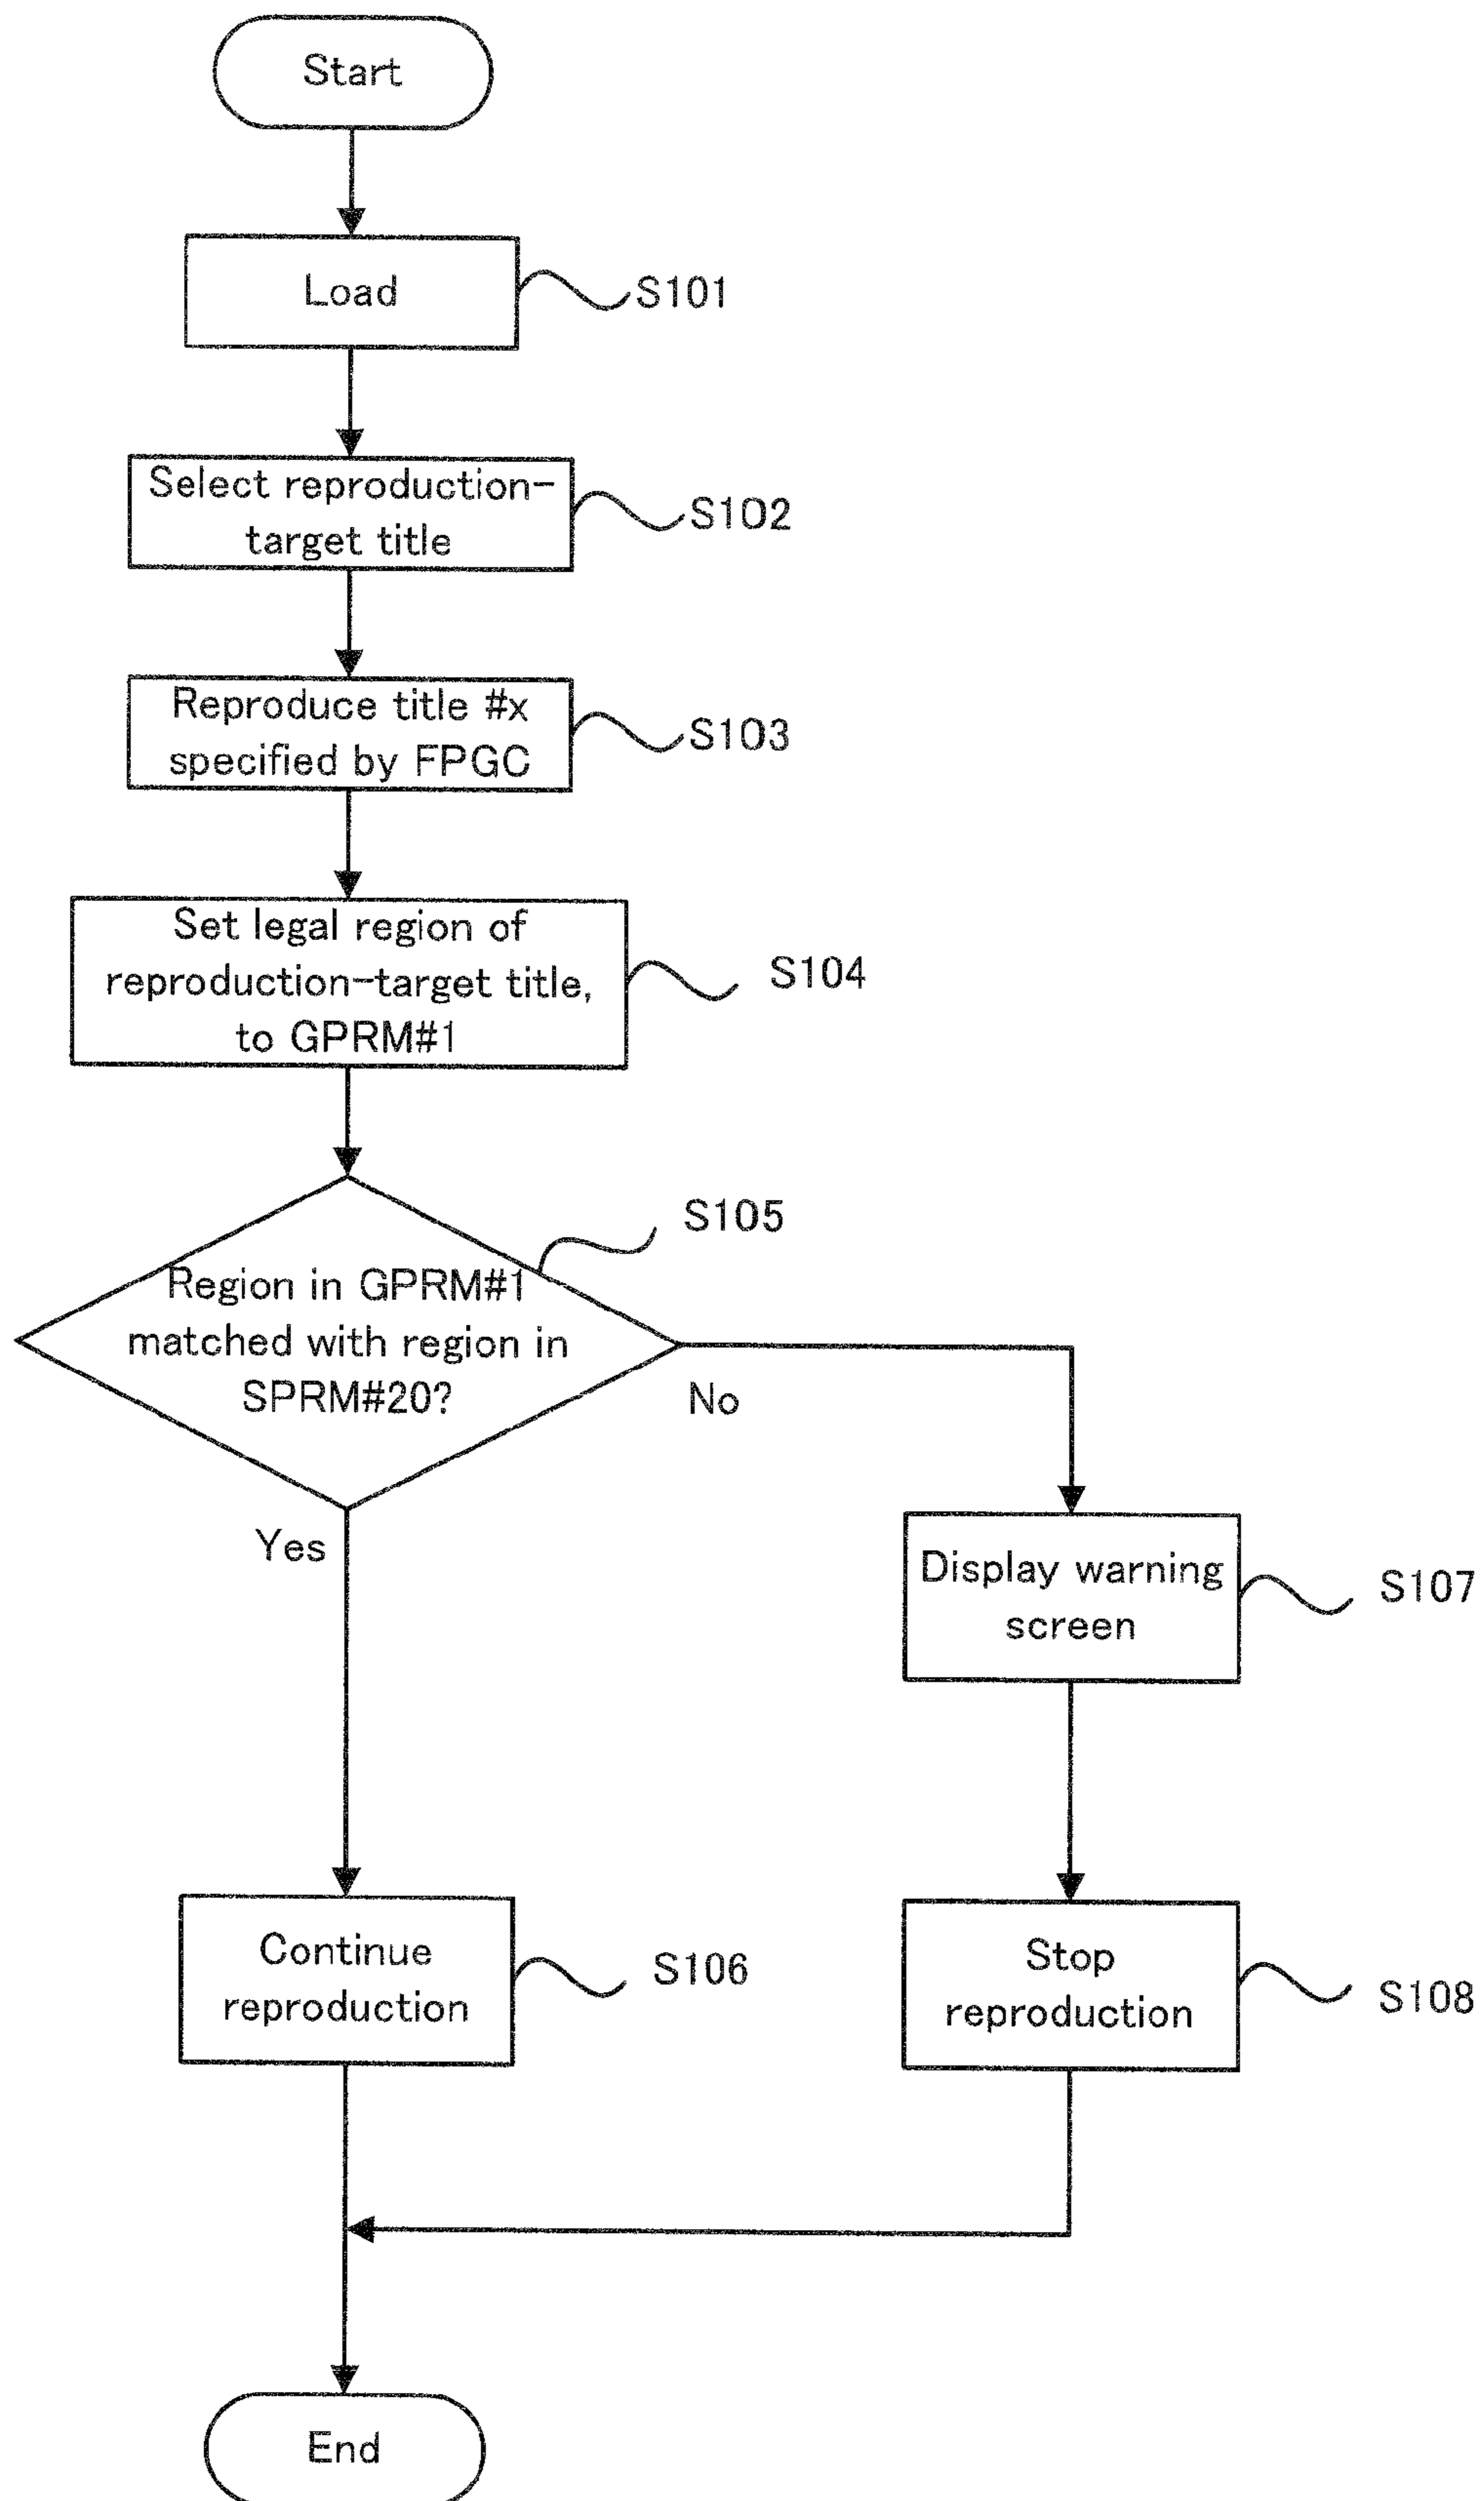 Start
Load
S101
Select reproduction-
target title
S102
Reproduce title #x
specified by FPGC
S103
Set legal region of
reproduction-target title,
to GPRM#1
S104
S105
Region in GPRM#1
matched with region in
SPRM#20?
No
Yes
Display warning
screen
S107
Continue
reproduction
S106
Stop
reproduction
S108
End